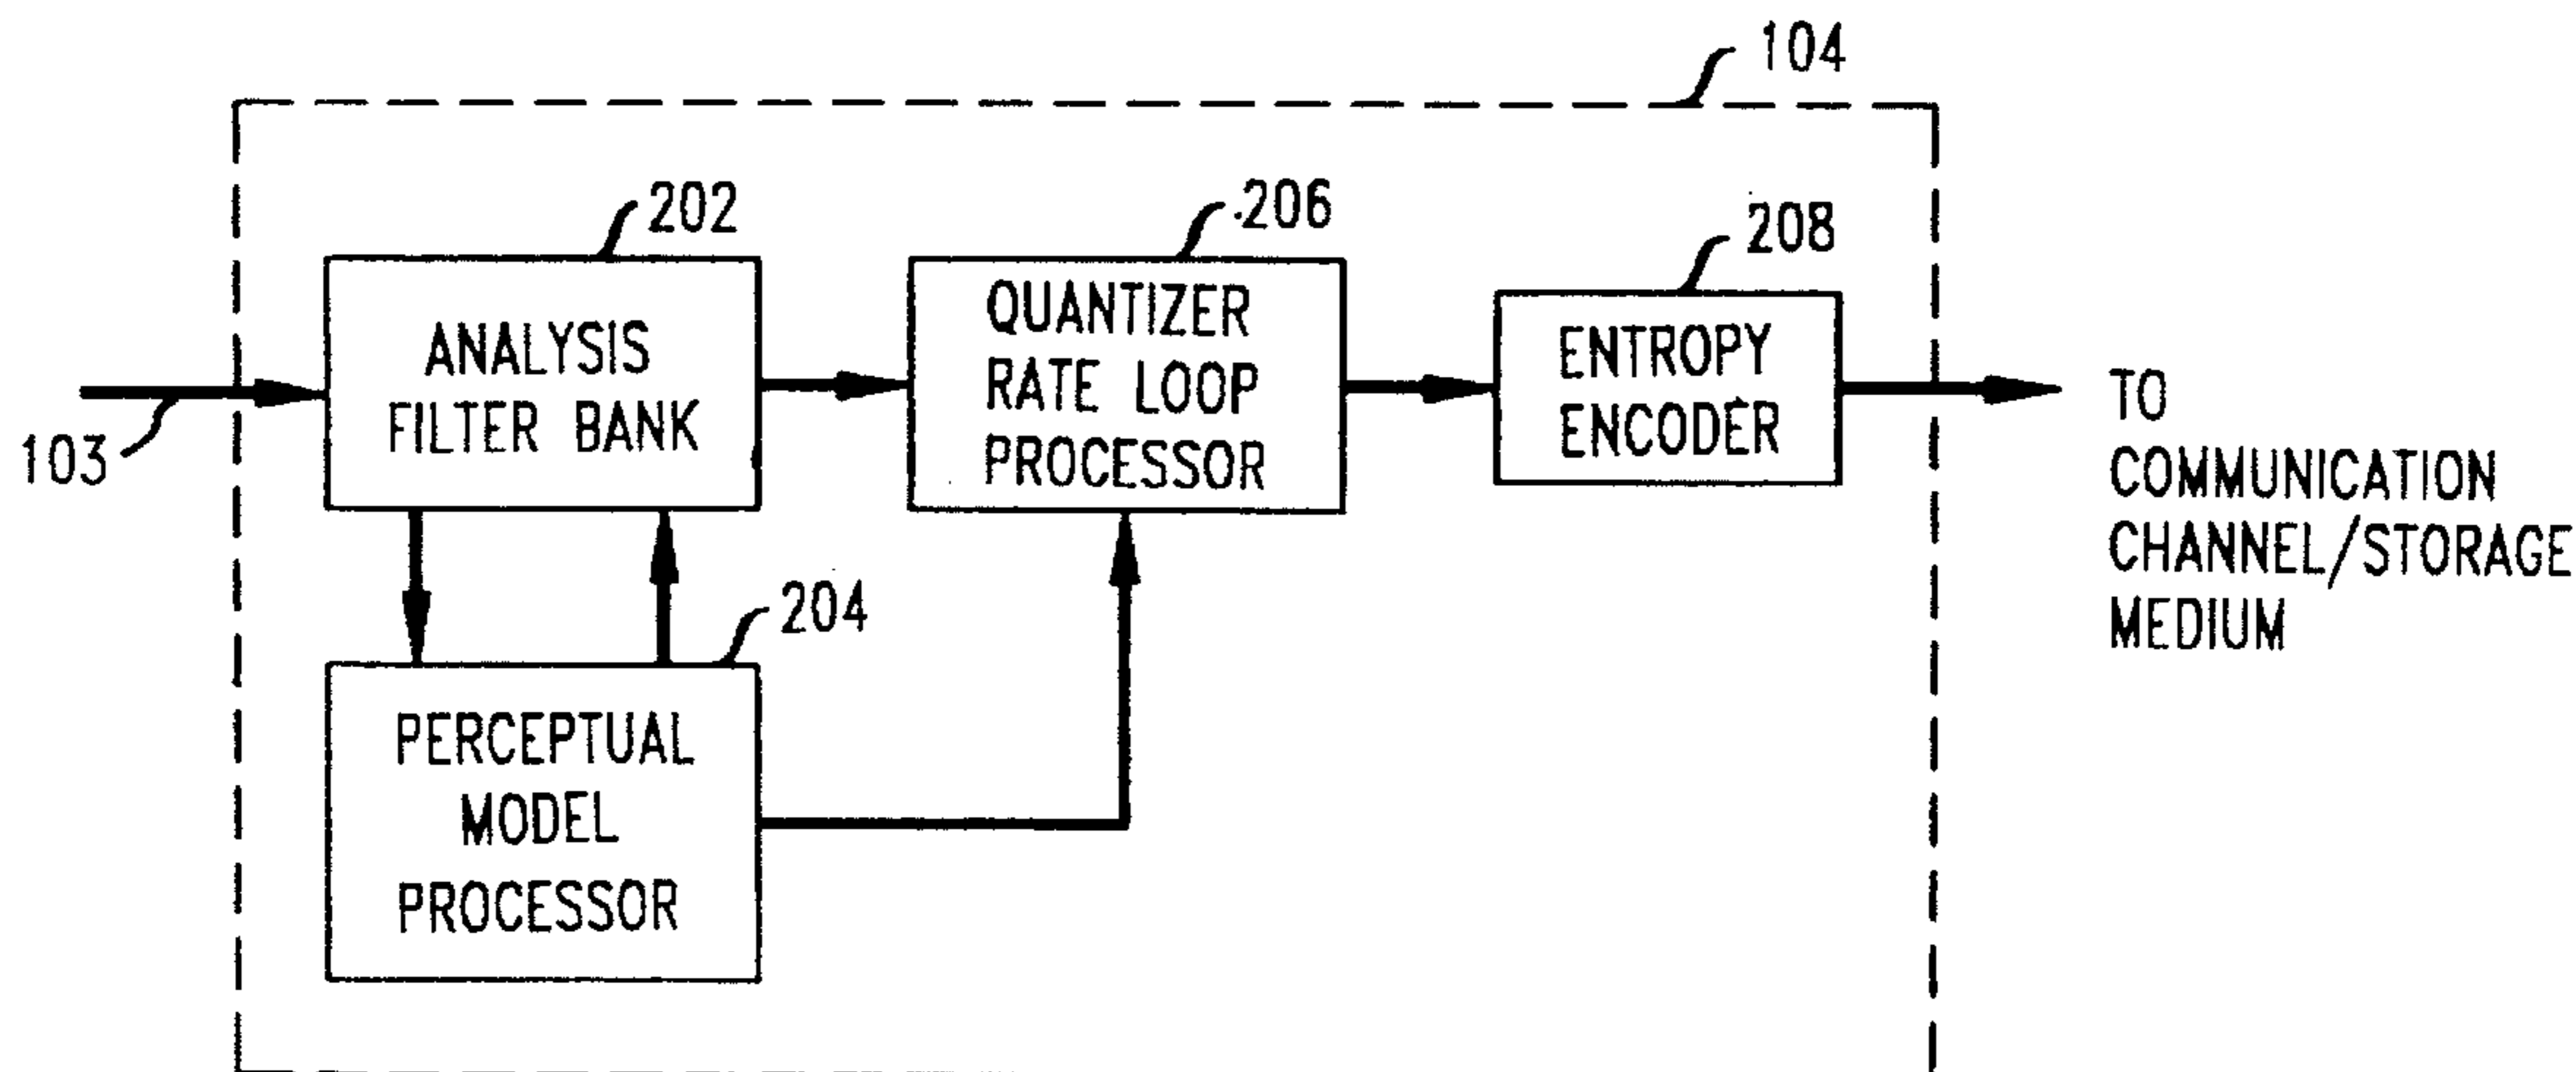 104
202
206
208
ANALYSIS
FILTER BANK
QUANTIZER
RATE LOOP
PROCESSOR
ENTROPY
ENCODER
103
TO
COMMUNICATION
CHANNEL/STORAGE
MEDIUM
204
PERCEPTUAL
MODEL
PROCESSOR